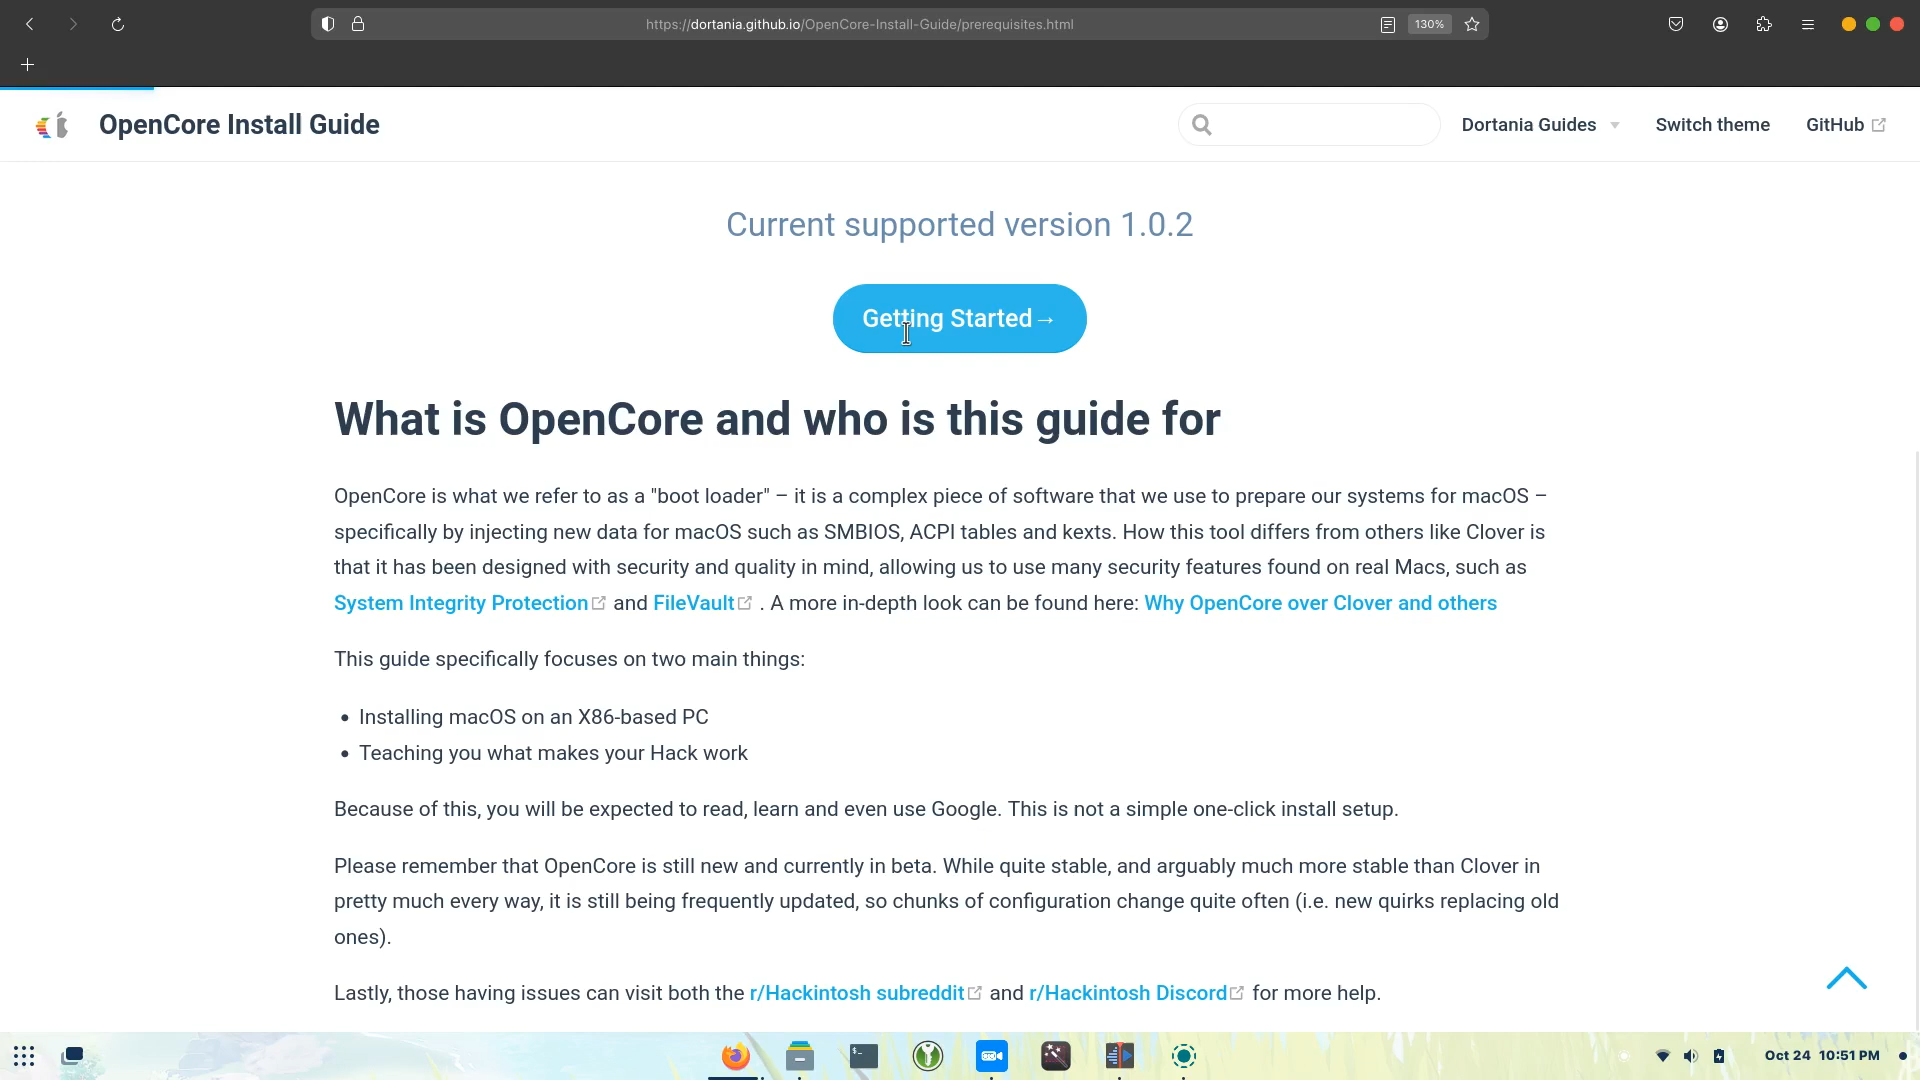 https://dortania.github.io/OpenCore-Install-Guide/prerequisites.html
130%
OpenCore Install Guide
Dortania Guides
Switch theme
GitHub
Current supported version 1.0.2
Getting Started→
What is OpenCore and who is this guide for
OpenCore is what we refer to as a "boot loader" – it is a complex piece of software that we use to prepare our systems for macOS –
specifically by injecting new data for macOS such as SMBIOS, ACPI tables and kexts. How this tool differs from others like Clover is
that it has been designed with security and quality in mind, allowing us to use many security features found on real Macs, such as
System Integrity Protection and FileVault . A more in-depth look can be found here: Why OpenCore over Clover and others
This guide specifically focuses on two main things:
• Installing macOS on an X86-based PC
• Teaching you what makes your Hack work
Because of this, you will be expected to read, learn and even use Google. This is not a simple one-click install setup.
Please remember that OpenCore is still new and currently in beta. While quite stable, and arguably much more stable than Clover in
pretty much every way, it is still being frequently updated, so chunks of configuration change quite often (i.e. new quirks replacing old
ones).
Lastly, those having issues can visit both the r/Hackintosh subreddit and r/Hackintosh Discord for more help.
Oct 24 10:51 PM